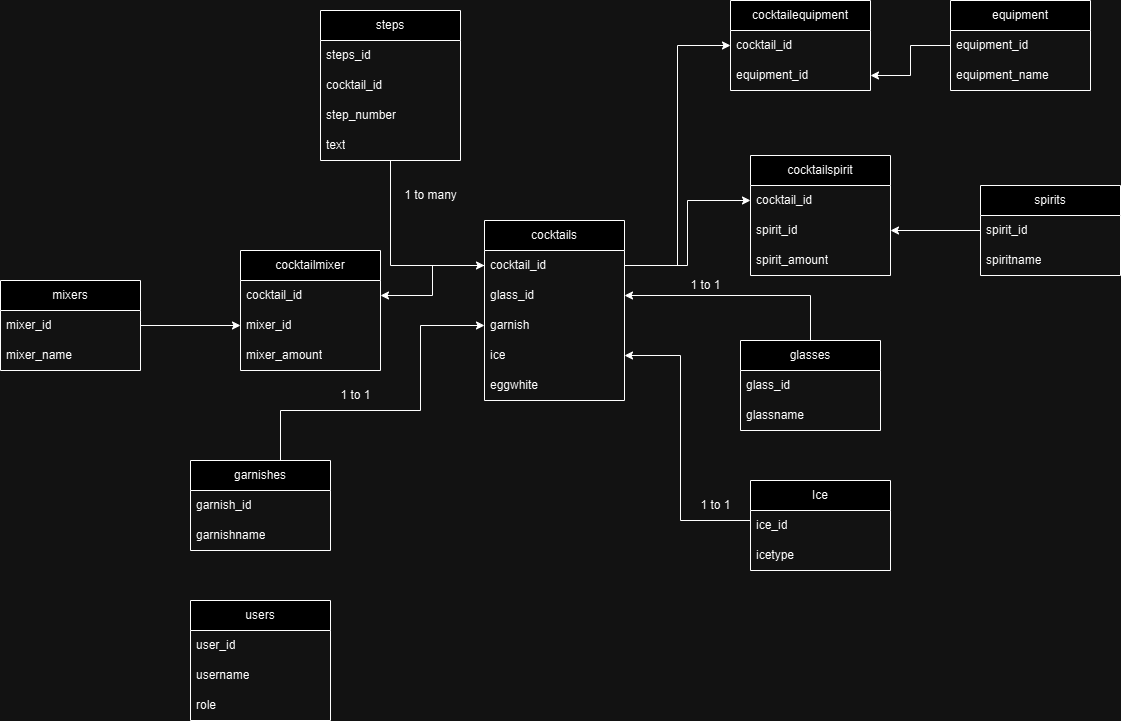 steps
steps_id
cocktail_id
step_number
text
cocktailequipment
cocktail_id
equipment_id
equipment
equipment_id
equipment_name
1 to many
cocktailspirit
cocktail_id
spirit_id
spirit_amount
spirits
spirit_id
spiritname
cocktails
cocktail_id
glass_id
garnish
ice
eggwhite
cocktailmixer
cocktail_id
mixer_id
mixer_amount
mixers
mixer_id
mixer_name
1 to 1
glasses
glass_id
glassname
1 to 1
garnishes
garnish_id
garnishname
1 to 1
Ice
ice_id
icetype
users
user_id
username
role